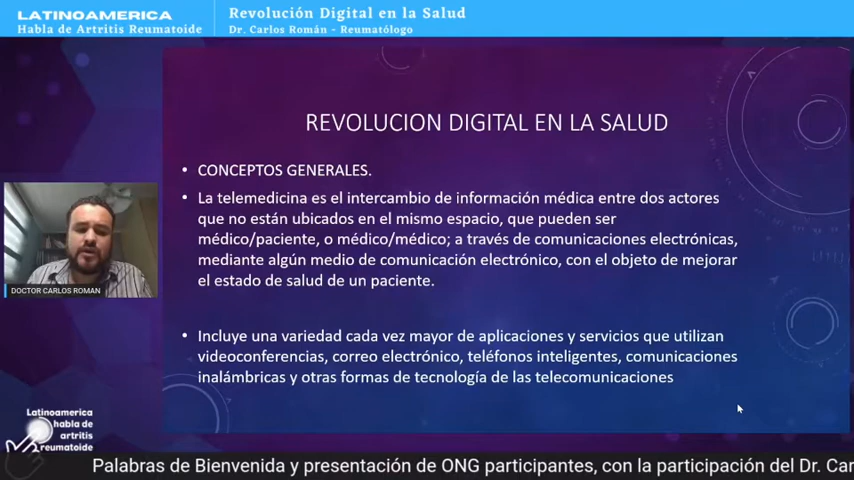 LATINOAMERICA
Habla de Artritis Reumatoide
Revolución Digital en la Salud
Dr. Carlos Román - Reumatólogo
REVOLUCION DIGITAL EN LA SALUD
• CONCEPTOS GENERALES.
• La telemedicina es el intercambio de información médica entre dos actores
que no están ubicados en el mismo espacio, que pueden ser
médico/paciente, o médico/médico; a través de comunicaciones electrónicas,
mediante algún medio de comunicación electrónico, con el objeto de mejorar
el estado de salud de un paciente.
• Incluye una variedad cada vez mayor de aplicaciones y servicios que utilizan
videoconferencias, correo electrónico, teléfonos inteligentes, comunicaciones
inalámbricas y otras formas de tecnología de las telecomunicaciones
DOCTOR CARLOS ROMAN
Latinoamerica
habla de
artritis
reumatoide
Palabras de Bienvenida y presentación de ONG participantes, con la participación del Dr. Car